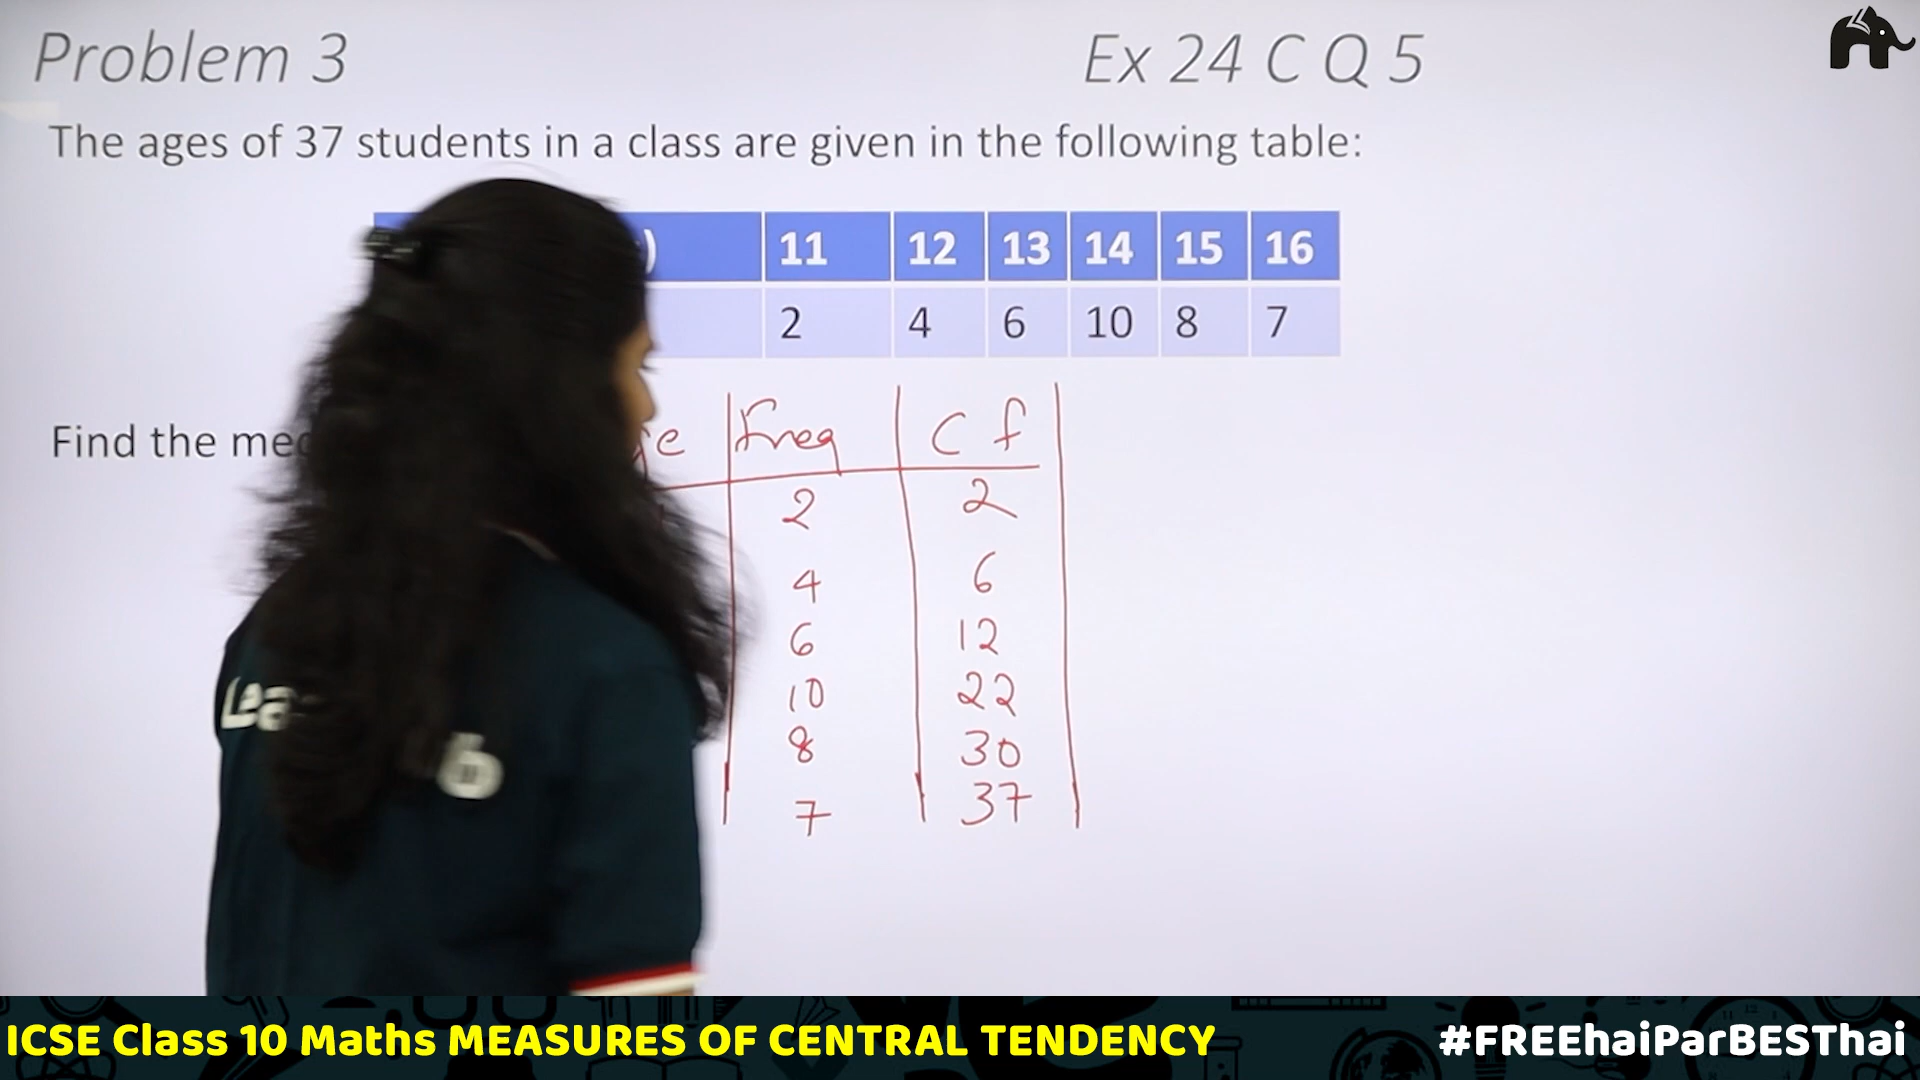 Problem 3 Ex 24 C Q 5
The ages of 37 students in a class are given in the following table:
) 11 12 13 14 15 16
2 4 6 10 8 7
Find the
Freq C f
2 2
4 6
6 12
10 22
8 30
7 37
ICSE Class 10 Maths MEASURES OF CENTRAL TENDENCY #FREEhaiParBESThai